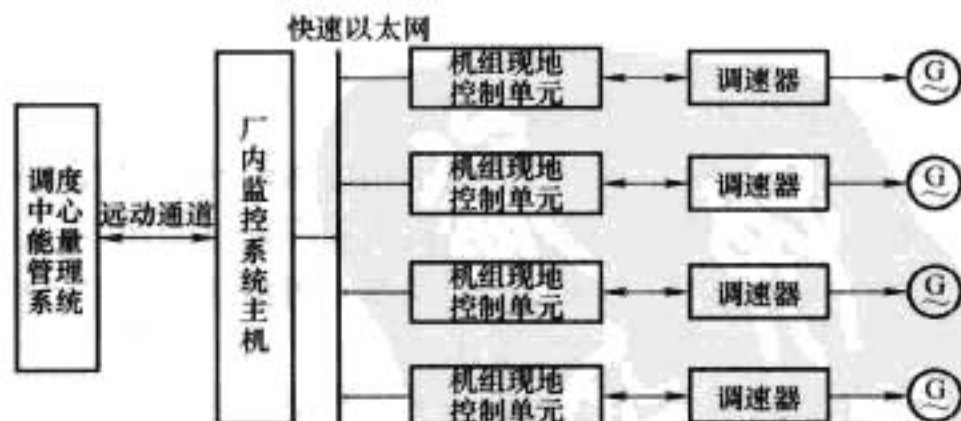 快速以太网
调度
中心
能量
管理
系统
远动通道
厂
内
监
控
系
统
主
机
机组现地
控制单元
调速器
G
~
机组现地
控制单元
调速器
G
~
机组现地
控制单元
调速器
G
~
机组现地
控制单元
调速器
G
~